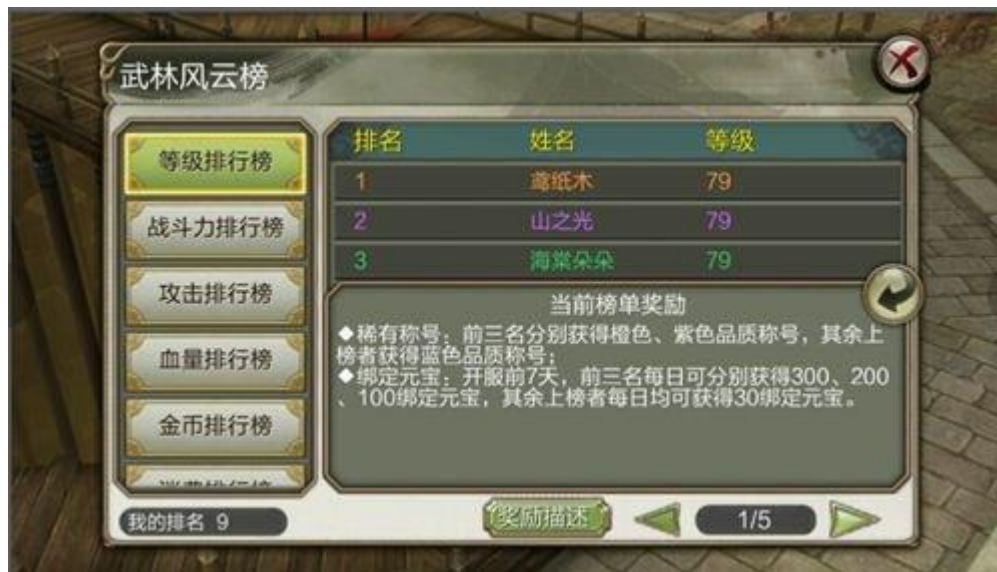 武林风云榜
等级排行榜
战斗力排行榜
攻击排行榜
血量排行榜
金币排行榜
排名 姓名 等级
1 鸢纸木 79
2 山之光 79
3 海棠朵朵 79
当前榜单奖励
◆稀有称号：前三名分别获得橙色、紫色品质称号，其余上
榜者获得蓝色品质称号；
◆绑定元宝：开服前7天，前三名每日可分别获得300、200
、100绑定元宝，其余上榜者每日均可获得30绑定元宝。
我的排名 9
奖励描述
1/5